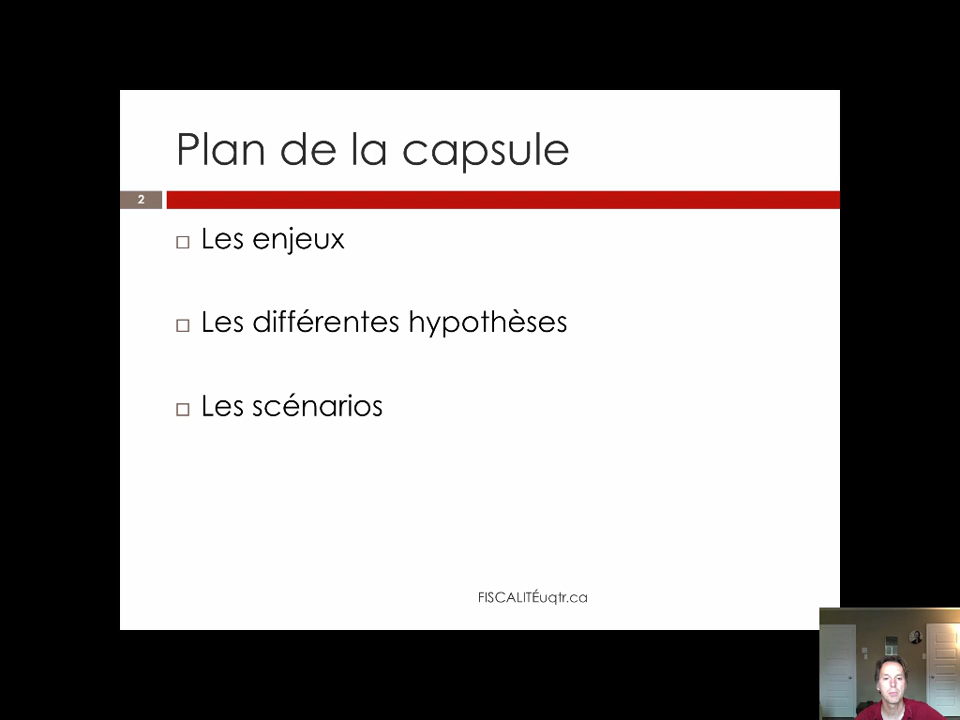 Plan de la capsule
2
Les enjeux
Les différentes hypothèses
Les scénarios
FISCALITÉuqtr.ca